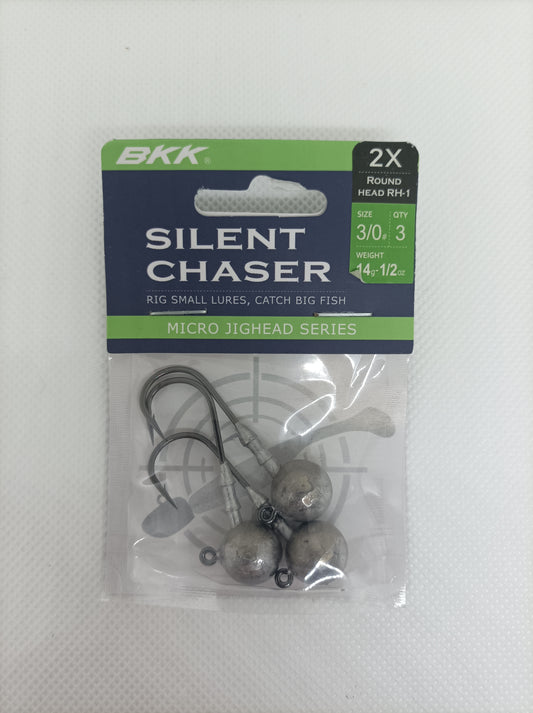 BKK®
2X
ROUND
HEAD RH-1
SIZE QTY
3/0# 3
WEIGHT
14g-1/2oz
SILENT
CHASER
RIG SMALL LURES, CATCH BIG FISH
MICRO JIGHEAD SERIES